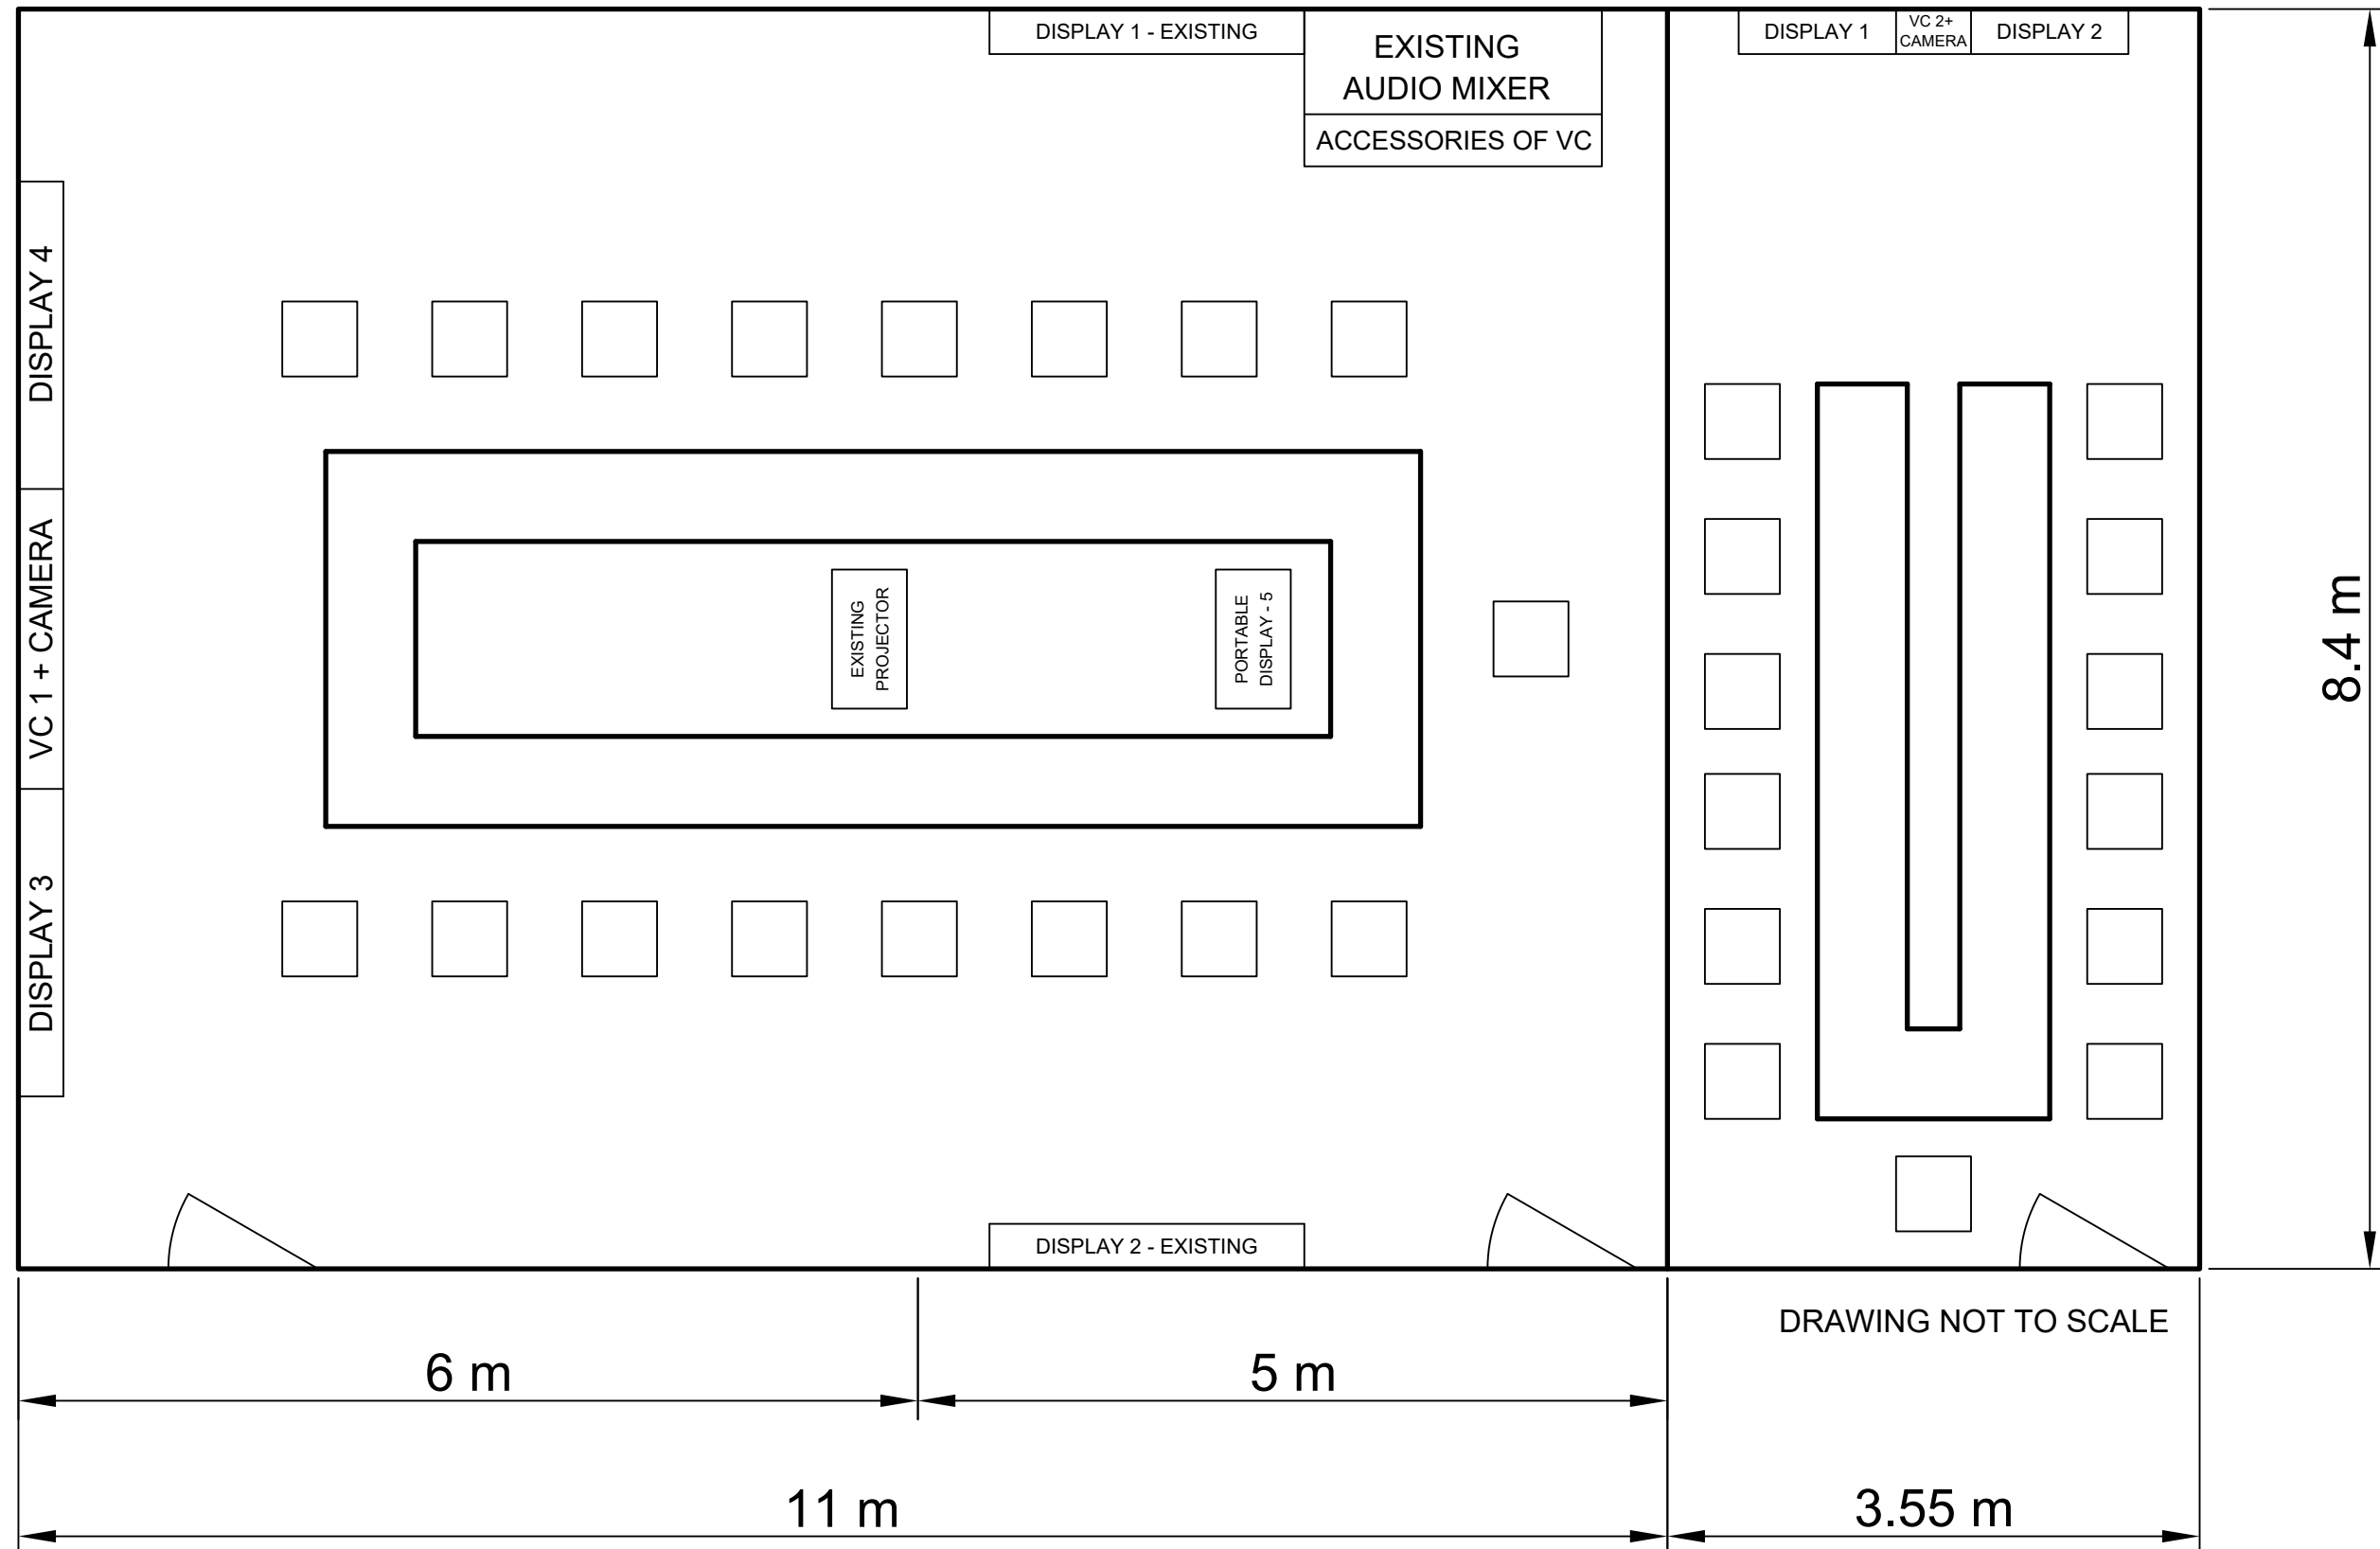 DISPLAY 1 - EXISTING
EXISTING
AUDIO MIXER
ACCESSORIES OF VC
DISPLAY 1
VC 2+
CAMERA
DISPLAY 2
DISPLAY 4
VC 1 + CAMERA
DISPLAY 3
EXISTING
PROJECTOR
PORTABLE
DISPLAY - 5
8.4 m
DISPLAY 2 - EXISTING
DRAWING NOT TO SCALE
6 m
5 m
11 m
3.55 m